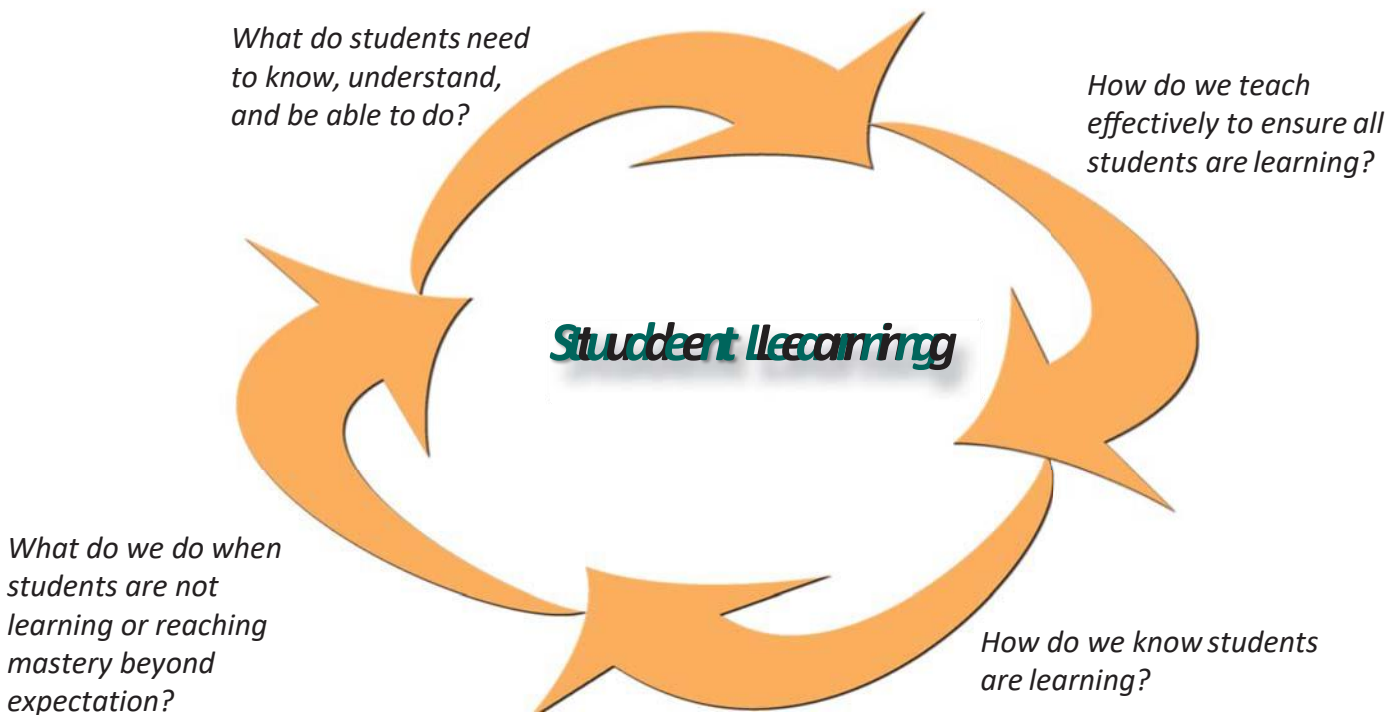 What do students need
to know, understand,
and be able to do?
How do we teach
effectively to ensure all
students are learning?
Student Learning
What do we do when
students are not
learning or reaching
mastery beyond
expectation?
How do we know students
are learning?